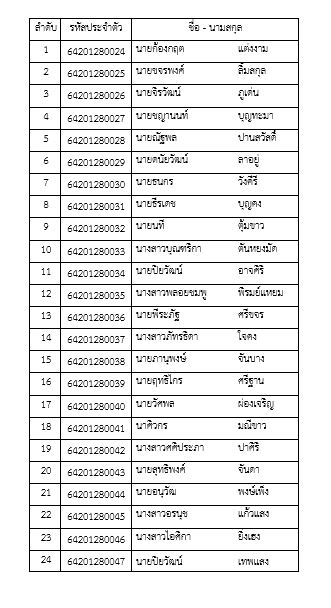 ลำดับ รหัสประจำตัว ชื่อ - นามสกุล
1 64201280024 นายก้องกฤต แต่งงาม
2 64201280025 นายขจรพงศ์ ลิ้มสกุล
3 64201280026 นายจิรวัฒน์ ภูเด่น
4 64201280027 นายชญานนท์ บุญทะมา
5 64201280028 นายณัฐพล ปานสวัสดิ์
6 64201280029 นายดนัยวัฒน์ ลาอยู่
7 64201280030 นายธนกร วังคีรี
8 64201280031 นายธีรเดช บุญคง
9 64201280032 นายนที ตุ้มขาว
10 64201280033 นางสาวบุณฑริกา ตันหยงมัด
11 64201280034 นายปิยวัฒน์ อาจศิริ
12 64201280035 นางสาวพลอยชมพู พิรมย์แหยม
13 64201280036 นายพีระภัฐ ศรีขจร
14 64201280037 นางสาวภัทรธิดา ใจคง
15 64201280038 นายภานุพงษ์ จันบาง
16 64201280039 นายฤทธิไกร ศรีฐาน
17 64201280040 นายวัศพล ผ่องเจริญ
18 64201280041 นาศิวกร มณีขาว
19 64201280042 นางสาวศศิประภา ปาศิริ
20 64201280043 นายสุทธิพงศ์ จันดา
21 64201280044 นายอนุวัฒ พงษ์เพ็ง
22 64201280045 นางสาวอรนุช แก้วแสง
23 64201280046 นางสาวไอศิกา ยิ่งเฮง
24 64201280047 นายปิยวัฒน์ เทพแสง